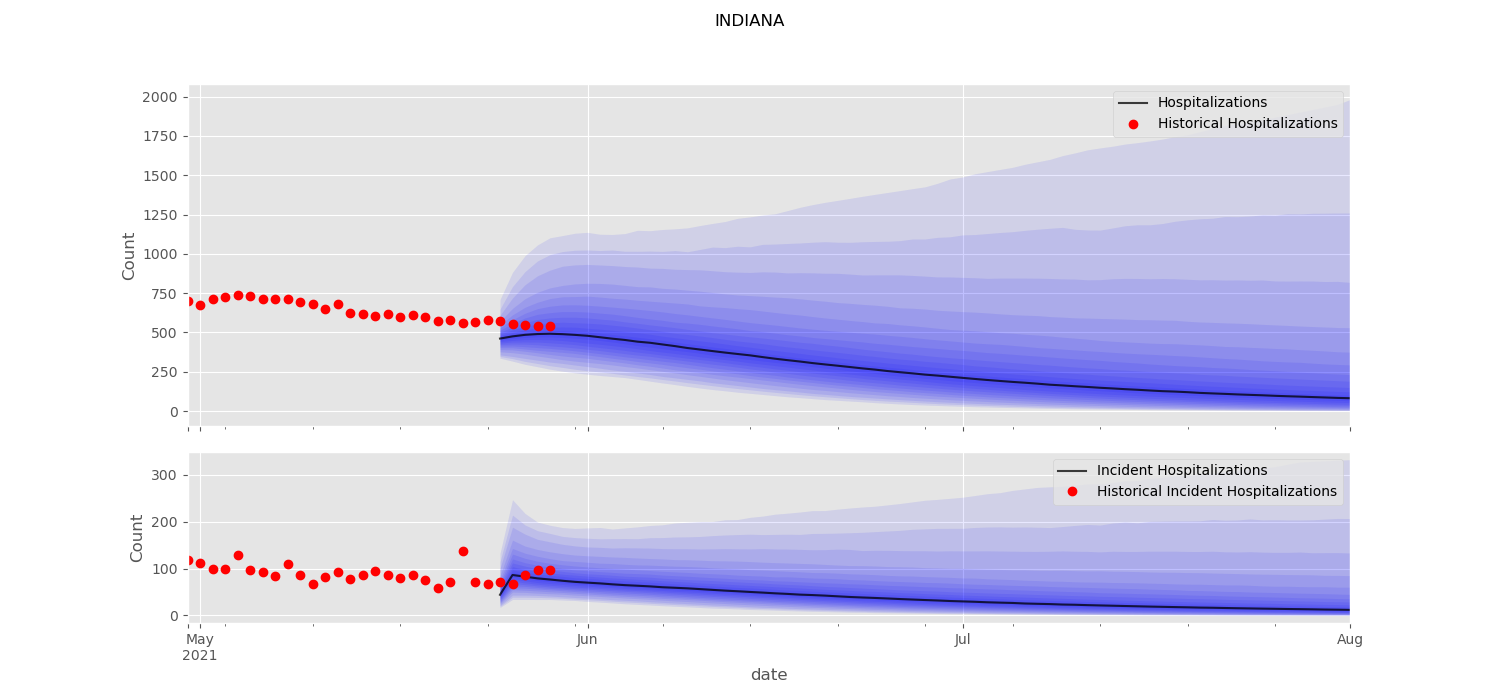 INDIANA
2000
1750
1500
1250
1000
750
500
250
0
Count
Hospitalizations
Historical Hospitalizations
300
200
100
0
Count
Incident Hospitalizations
Historical Incident Hospitalizations
May Jun Jul Aug
2021
date